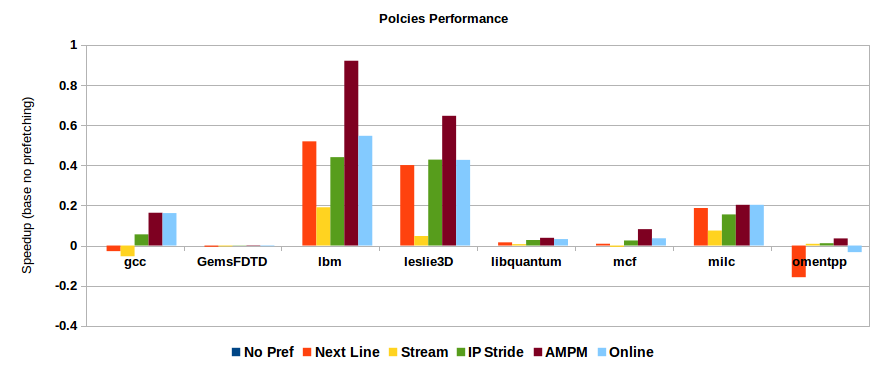 Polcies Performance
Speedup (base no prefetching)
1
0.8
0.6
0.4
0.2
0
-0.2
-0.4
gcc GemsFDTD lbm leslie3D libquantum mcf milc omentpp
No Pref Next Line Stream IP Stride AMPM Online